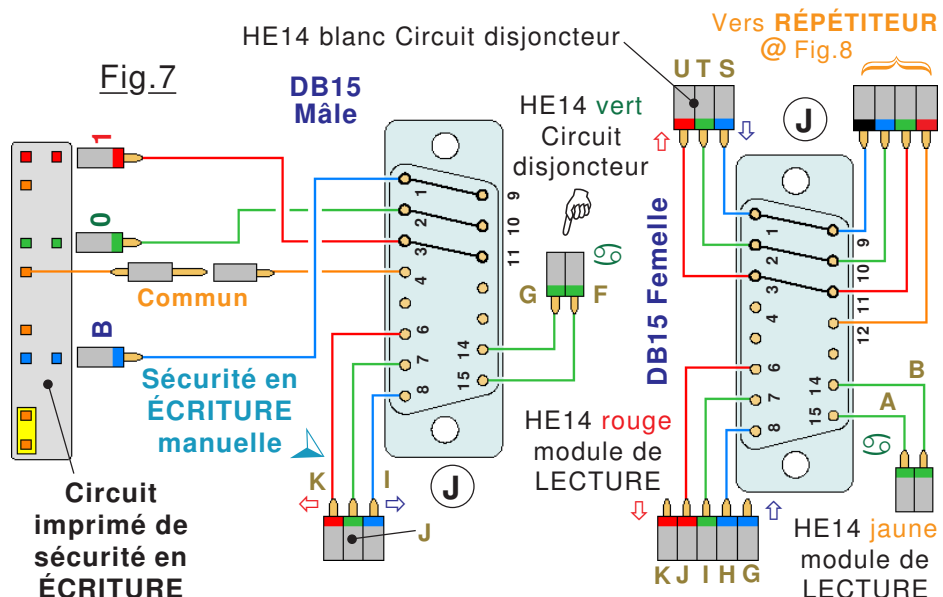 Fig.7
HE14 blanc Circuit disjoncteur
Vers RÉPÉTITEUR
@ Fig.8
DB15
Mâle
U T S
J
HE14 vert
Circuit
disjoncteur
1
0
Commun
B
1
2
3
4
6
7
8
9
10
11
14
15
G
F
Sécurité en
ÉCRITURE
manuelle
K
I
J
J
Circuit
imprimé de
sécurité en
ÉCRITURE
DB15 Femelle
1
2
3
4
6
7
8
9
10
11
12
14
15
B
A
HE14 rouge
module de
LECTURE
K J I H G
HE14 jaune
module de
LECTURE